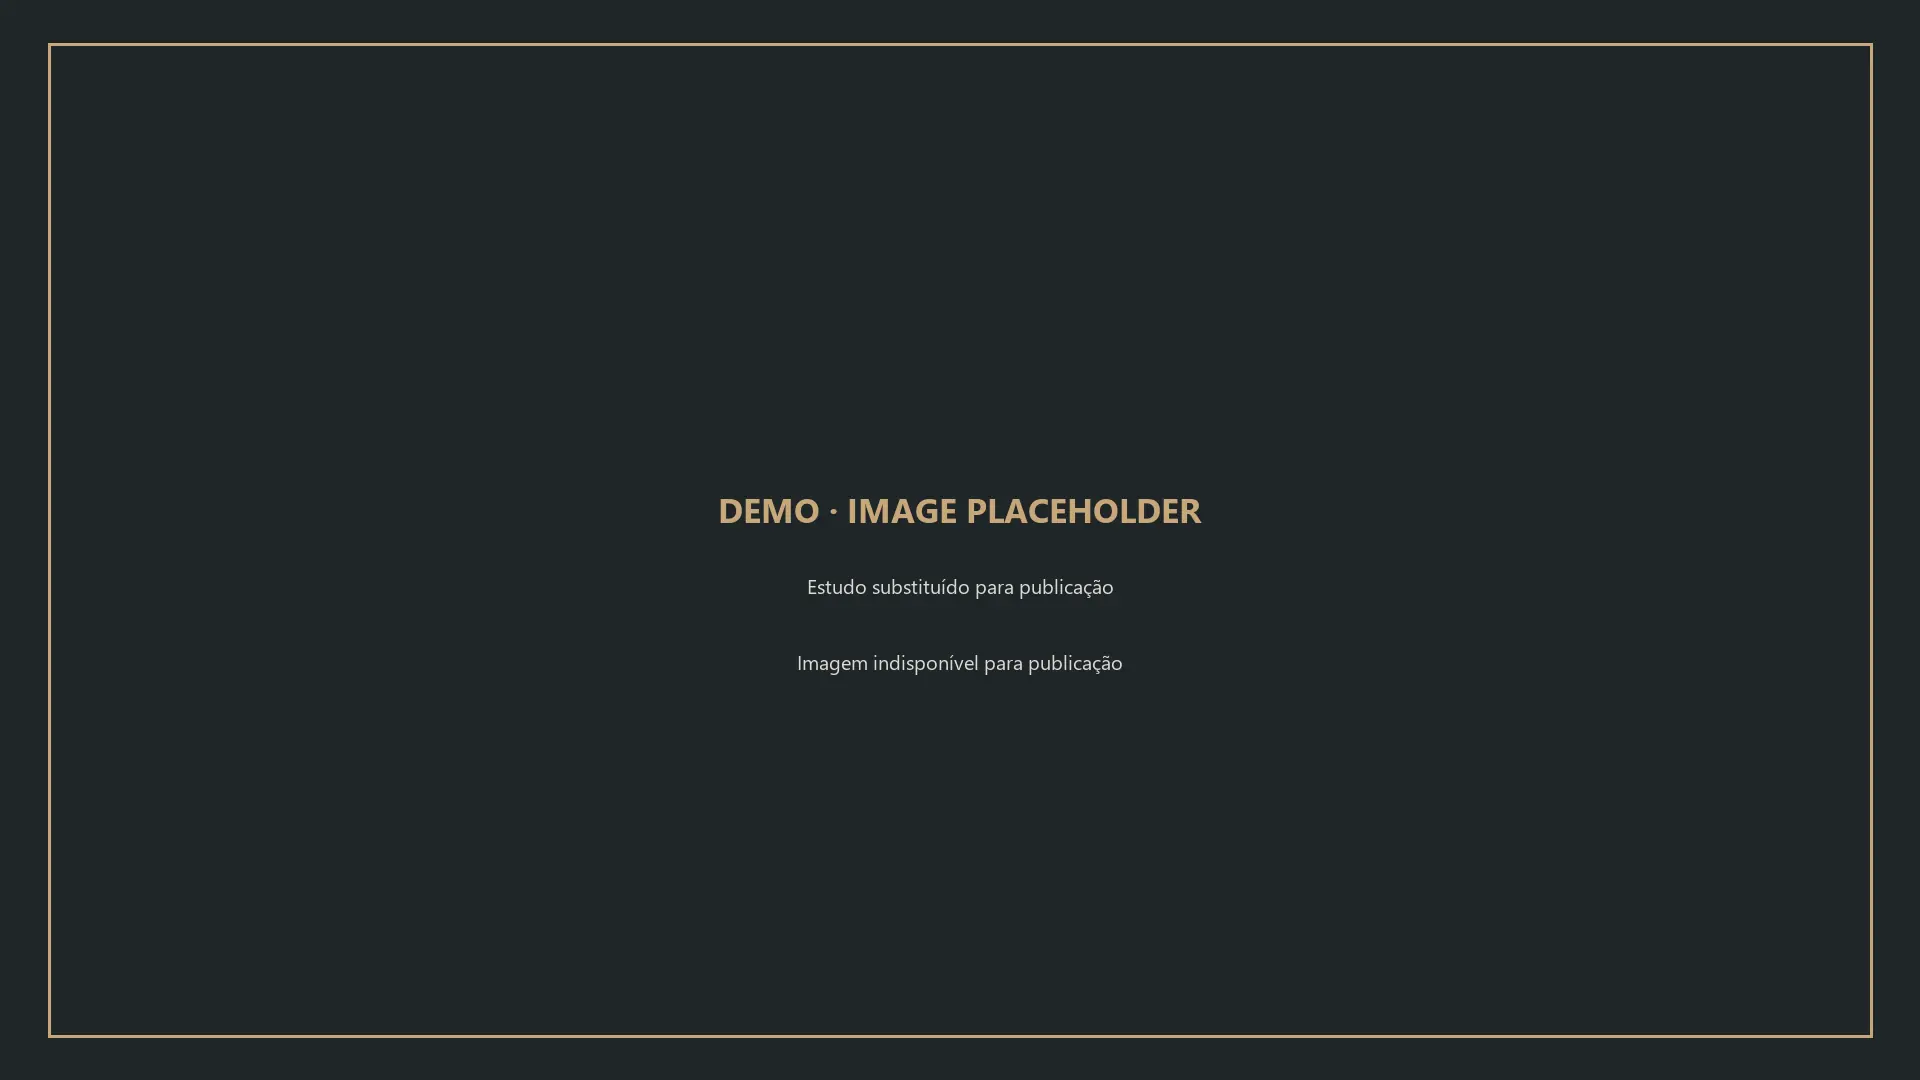 DEMO · IMAGE PLACEHOLDER
Estudo substituído para publicação
Imagem indisponível para publicação